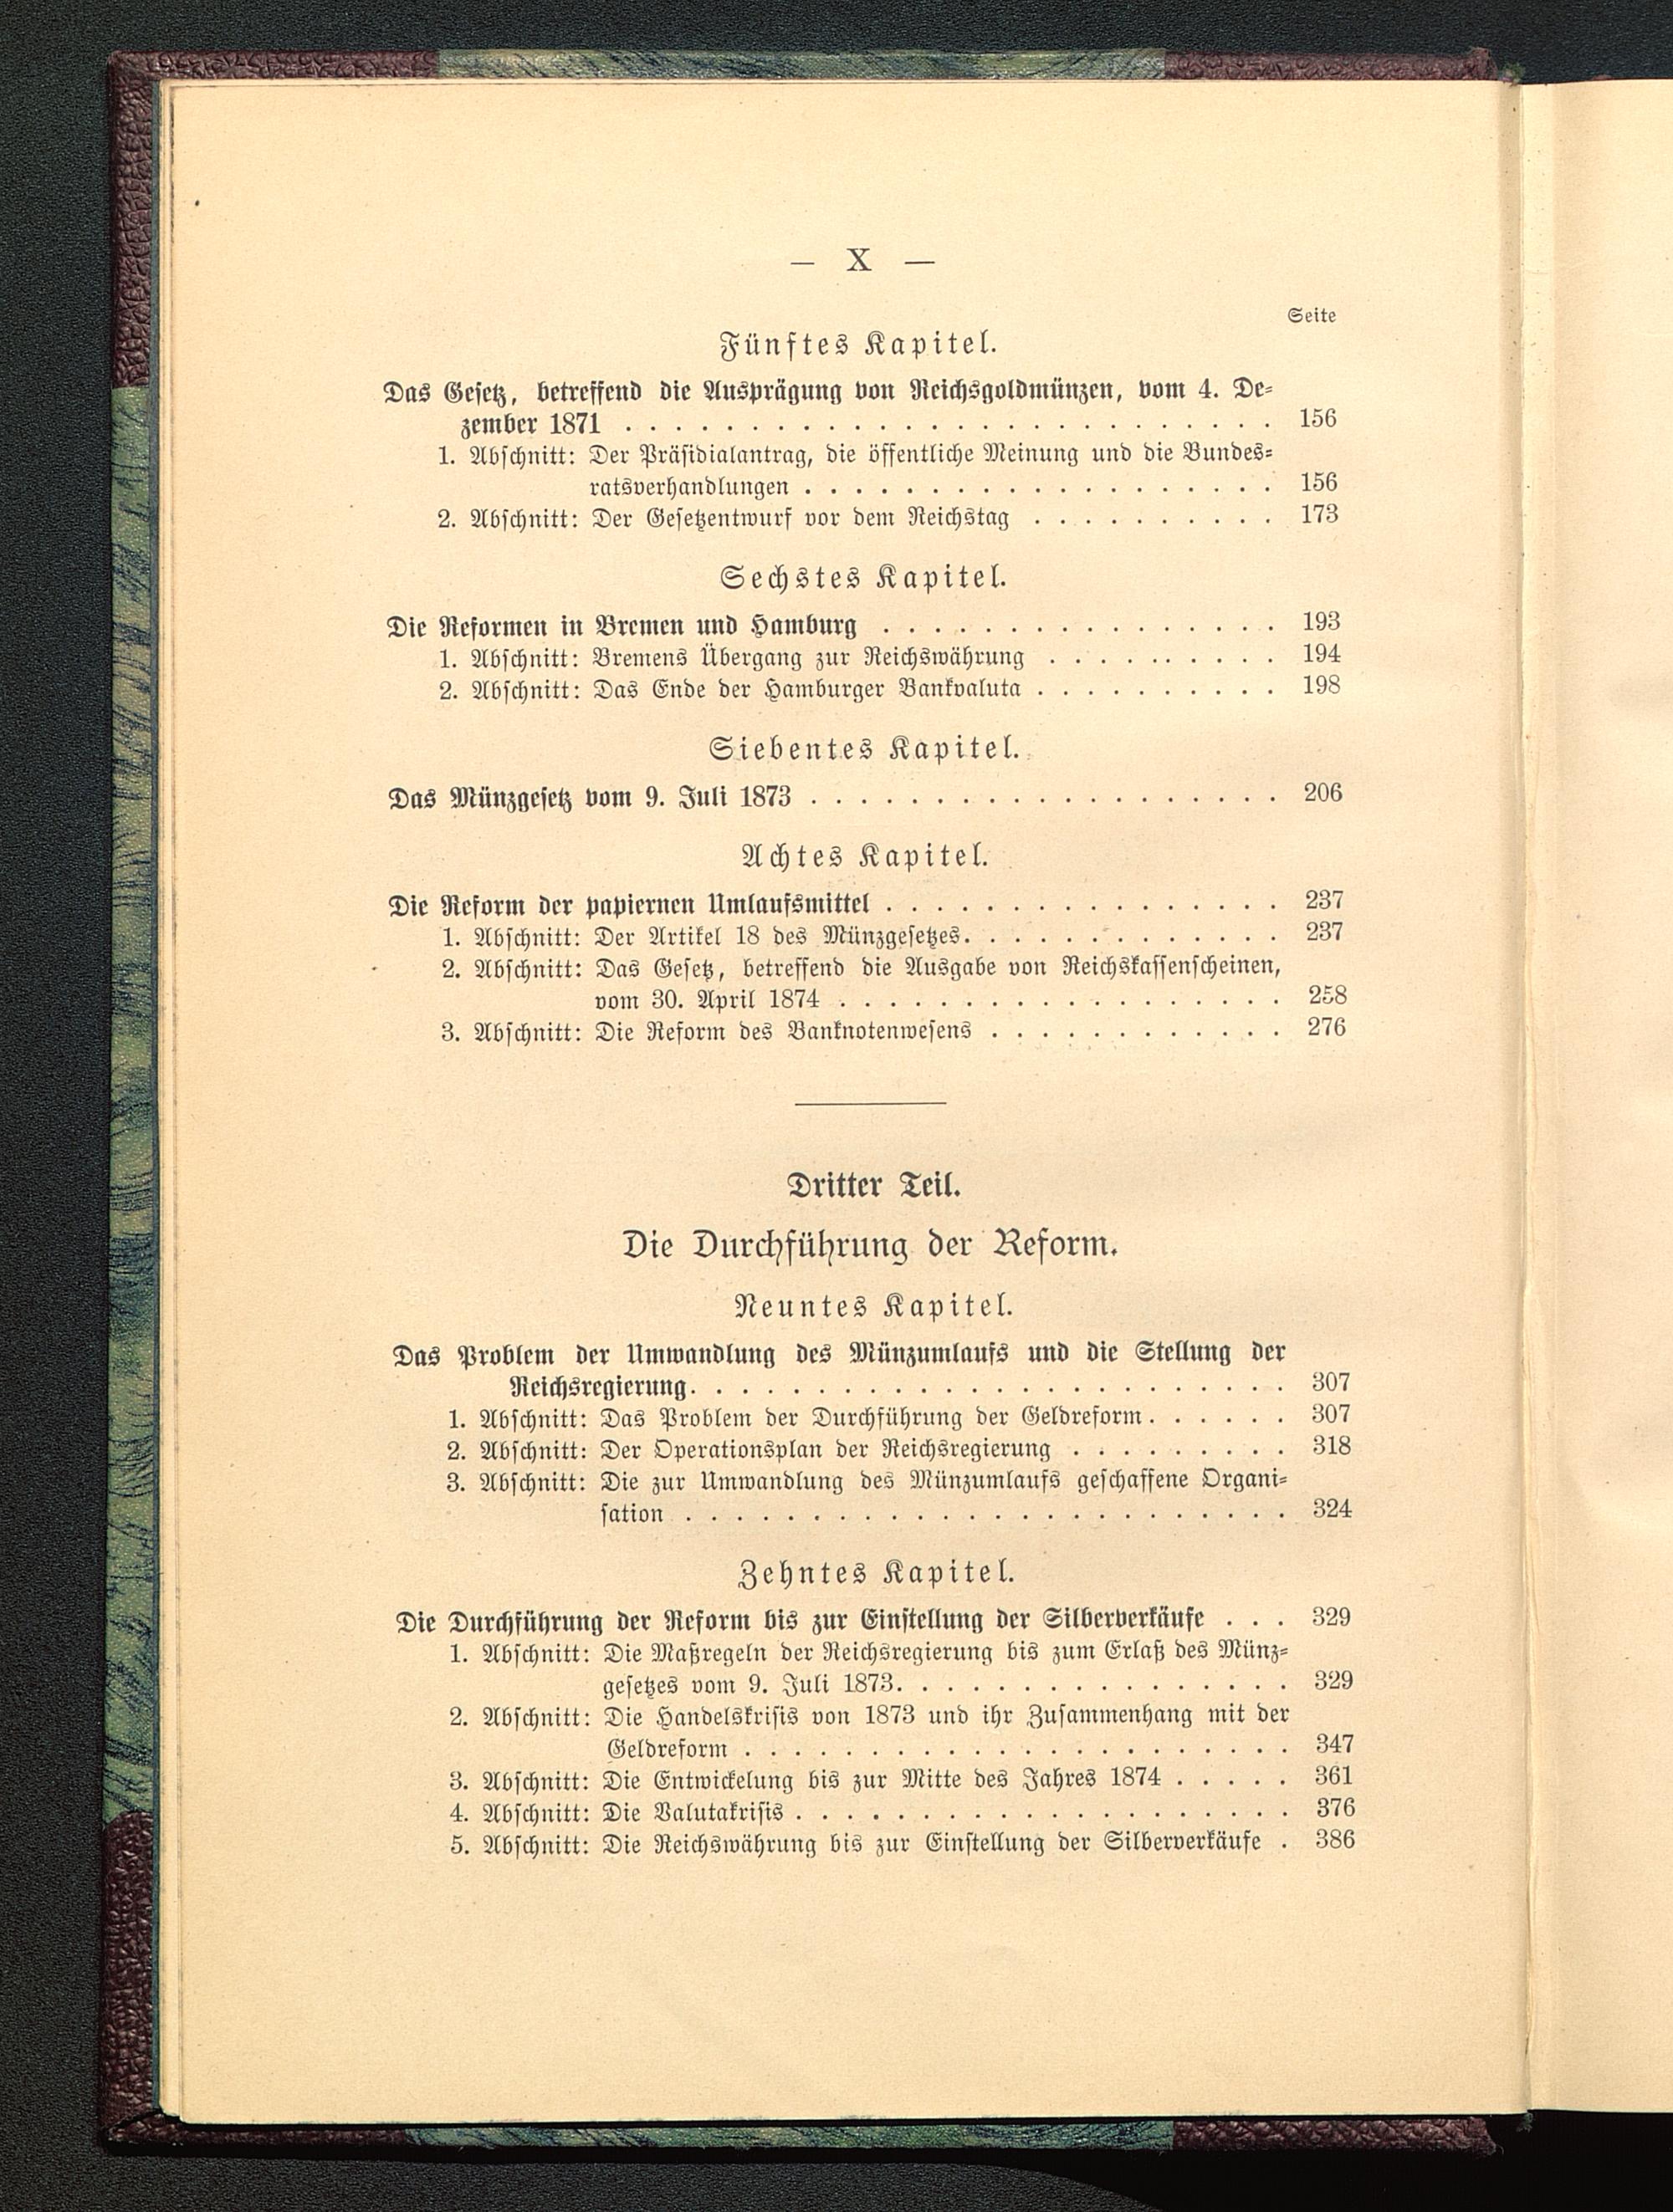 — X —
Seite
Fünftes Kapitel.
Das Gesetz, betreffend die Ausprägung von Reichsgoldmünzen, vom 4. De-
zember 1871 . . . . . . . . . . . . . . . . . . . . . . . . . . 156
1. Abschnitt: Der Präsidialantrag, die öffentliche Meinung und die Bundes-
ratsverhandlungen . . . . . . . . . . . . . . . . . . . 156
2. Abschnitt: Der Gesetzentwurf vor dem Reichstag . . . . . . . . . . 173
Sechstes Kapitel.
Die Reformen in Bremen und Hamburg . . . . . . . . . . . . . . . . 193
1. Abschnitt: Bremens Übergang zur Reichswährung . . . . . . . . . . 194
2. Abschnitt: Das Ende der Hamburger Bankvaluta . . . . . . . . . . 198
Siebentes Kapitel.
Das Münzgesetz vom 9. Juli 1873 . . . . . . . . . . . . . . . . . . . 206
Achtes Kapitel.
Die Reform der papiernen Umlaufsmittel . . . . . . . . . . . . . . . . 237
1. Abschnitt: Der Artikel 18 des Münzgesetzes. . . . . . . . . . . . . 237
2. Abschnitt: Das Gesetz, betreffend die Ausgabe von Reichskassenscheinen,
vom 30. April 1874 . . . . . . . . . . . . . . . . . . 258
3. Abschnitt: Die Reform des Banknotenwesens . . . . . . . . . . . . 276
Dritter Teil.
Die Durchführung der Reform.
Neuntes Kapitel.
Das Problem der Umwandlung des Münzumlaufs und die Stellung der
Reichsregierung. . . . . . . . . . . . . . . . . . . . . . . . 307
1. Abschnitt: Das Problem der Durchführung der Geldreform. . . . . . 307
2. Abschnitt: Der Operationsplan der Reichsregierung . . . . . . . . . 318
3. Abschnitt: Die zur Umwandlung des Münzumlaufs geschaffene Organi-
sation . . . . . . . . . . . . . . . . . . . . . . . . 324
Zehntes Kapitel.
Die Durchführung der Reform bis zur Einstellung der Silberverkäufe . . . 329
1. Abschnitt: Die Maßregeln der Reichsregierung bis zum Erlaß des Münz-
gesetzes vom 9. Juli 1873. . . . . . . . . . . . . . . . 329
2. Abschnitt: Die Handelskrisis von 1873 und ihr Zusammenhang mit der
Geldreform . . . . . . . . . . . . . . . . . . . . . . 347
3. Abschnitt: Die Entwickelung bis zur Mitte des Jahres 1874 . . . . . 361
4. Abschnitt: Die Valutakrisis . . . . . . . . . . . . . . . . . . . . 376
5. Abschnitt: Die Reichswährung bis zur Einstellung der Silberverkäufe . 386